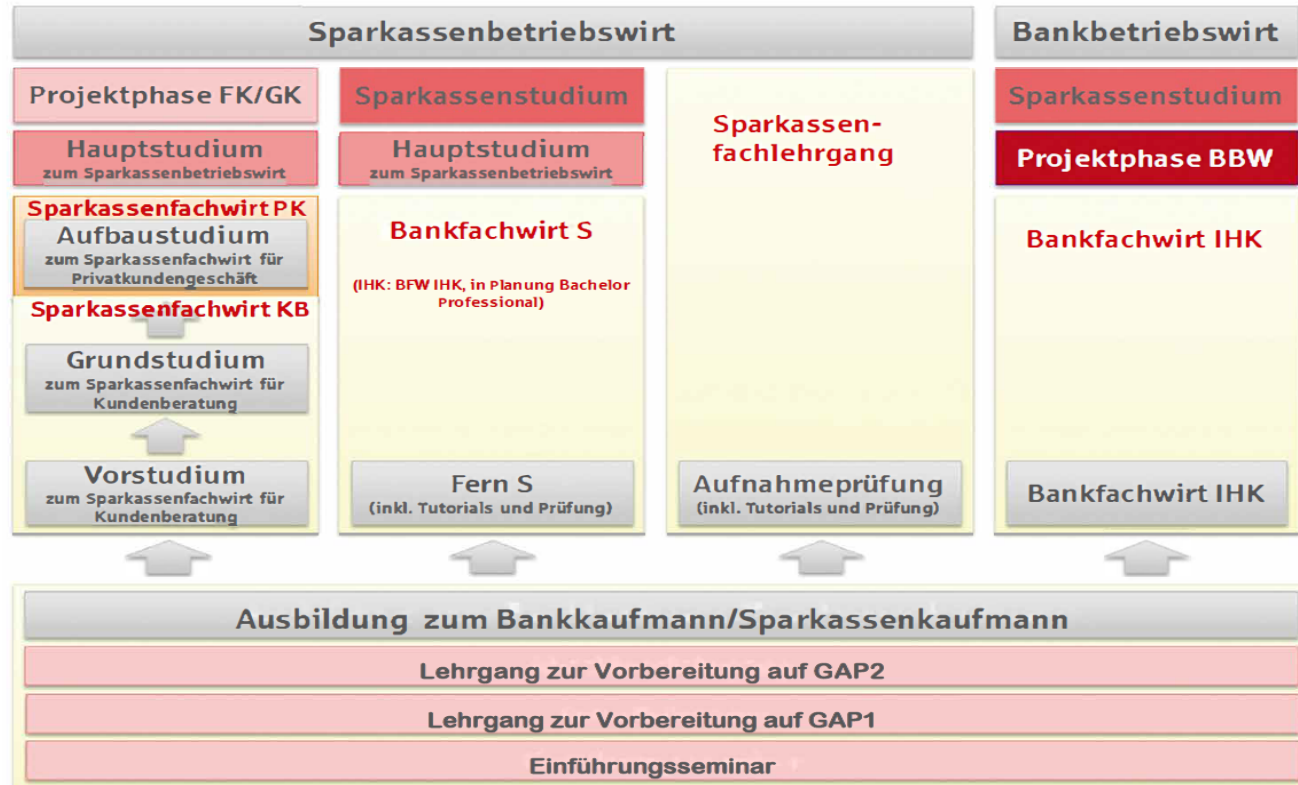 Sparkassenbetriebswirt
Bankbetriebswirt
Projektphase FK/GK
Hauptstudium
zum Sparkassenbetriebswirt
Sparkassenfachwirt PK
Aufbaustudium
zum Sparkassenfachwirt für
Privatkundengeschäft
Sparkassenfachwirt KB
Grundstudium
zum Sparkassenfachwirt für
Kundenberatung
Vorstudium
zum Sparkassenfachwirt für
Kundenberatung
Sparkassenstudium
Hauptstudium
zum Sparkassenbetriebswirt
Bankfachwirt S
(IHK: BFW IHK, in Planung Bachelor
Professional)
Fern S
(inkl. Tutorials und Prüfung)
Sparkassen-
fachlehrgang
Aufnahmeprüfung
(inkl. Tutorials und Prüfung)
Sparkassenstudium
Projektphase BBW
Bankfachwirt IHK
Bankfachwirt IHK
Ausbildung zum Bankkaufmann/Sparkassenkaufmann
Lehrgang zur Vorbereitung auf GAP2
Lehrgang zur Vorbereitung auf GAP1
Einführungsseminar